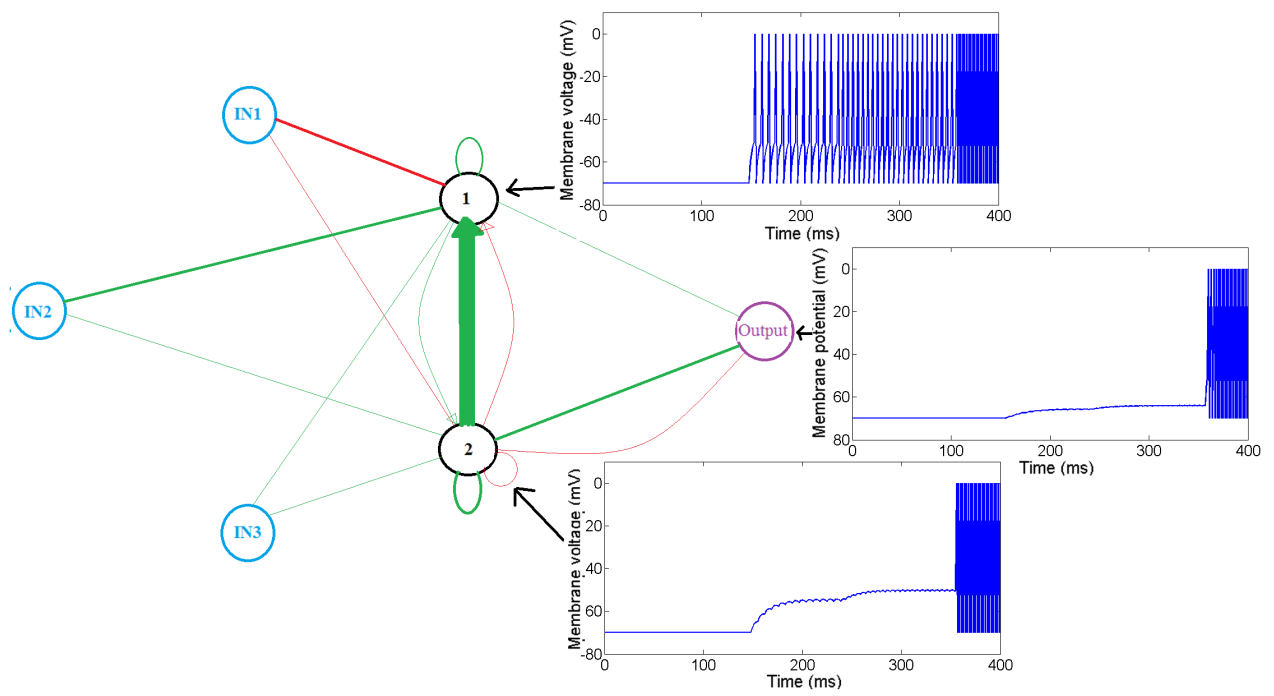 IN1
IN2
IN3
1
2
Output
Membrane voltage (mV)
0
-20
-40
-60
-80
0 100 200 300 400
Time (ms)
Membrane potential (mV)
0
20
40
60
80
0 100 200 300 400
Time (ms)
Membrane voltage (mV)
0
20
40
60
-80
0 100 200 300 400
Time (ms)